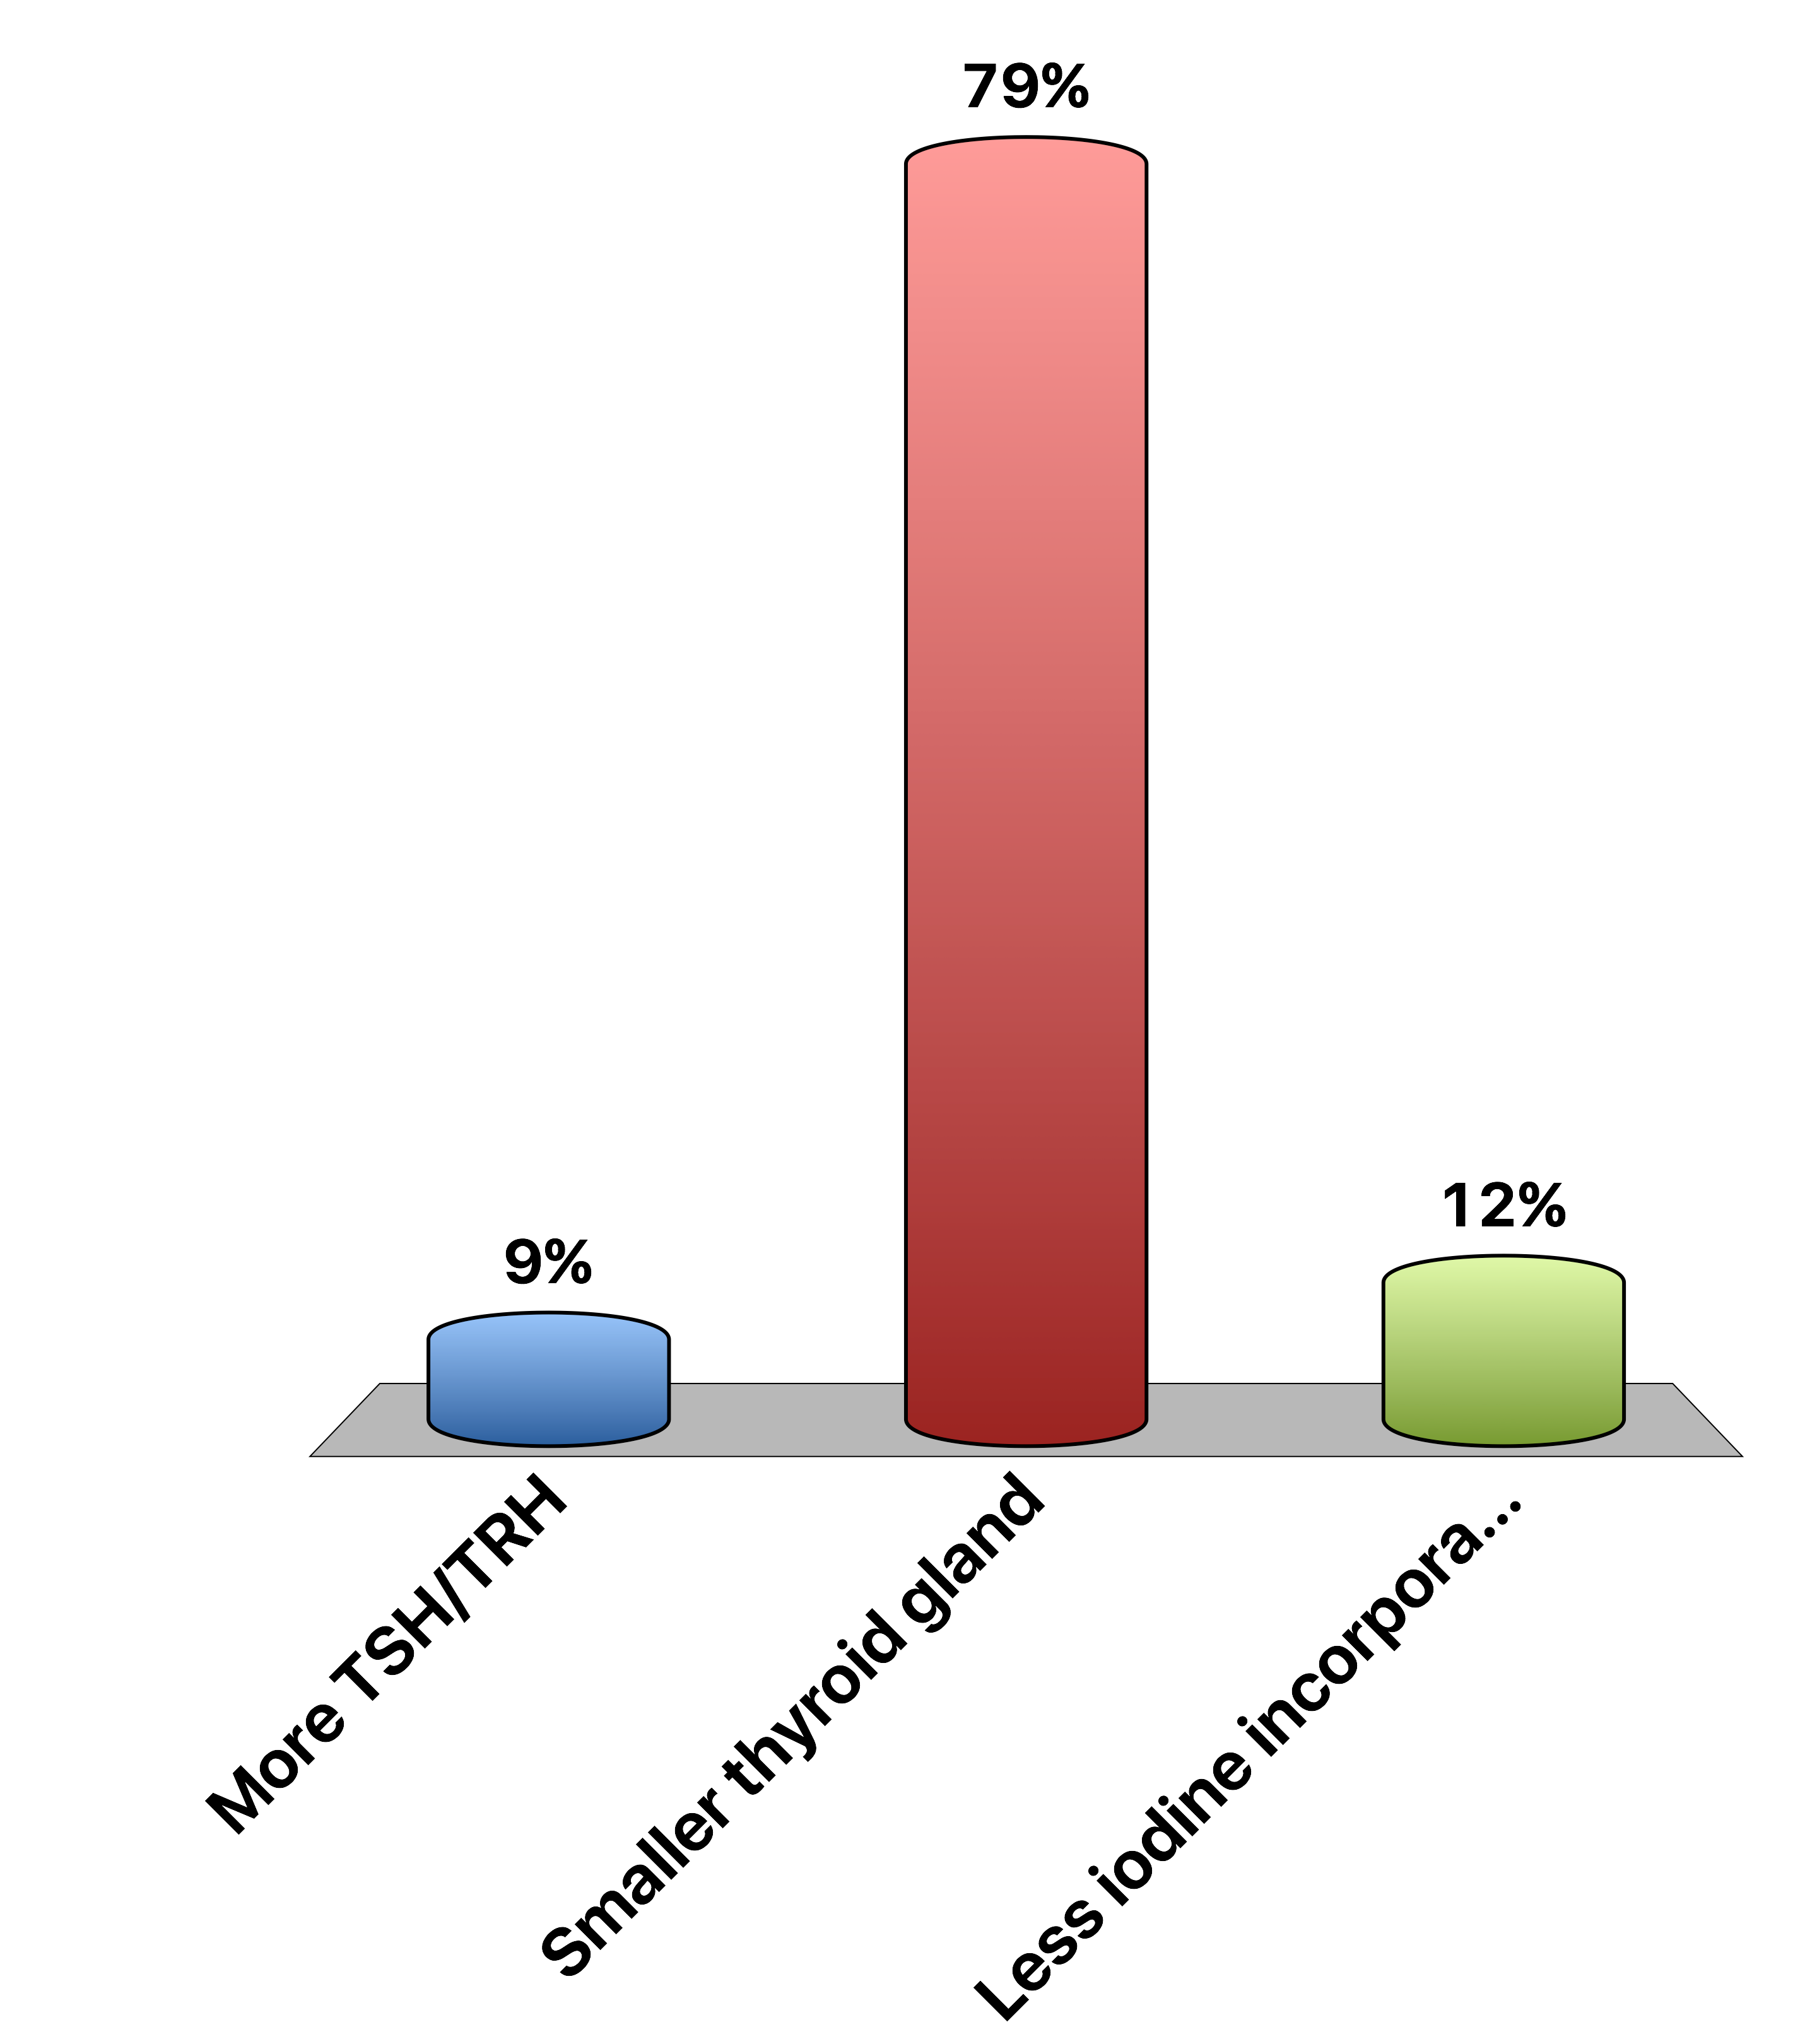 79%
12%
9%
More TSH/TRH
Smaller thyroid gland
Less iodine incorpora...